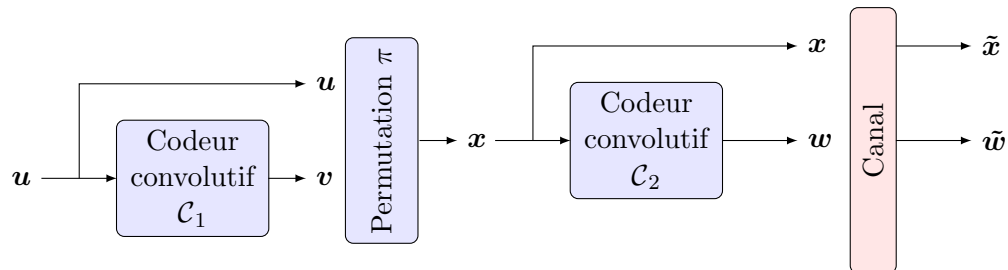 u
Codeur
convolutif
C₁
u
v
Permutation π
x
Codeur
convolutif
C₂
x
w
Canal
x̃
w̃